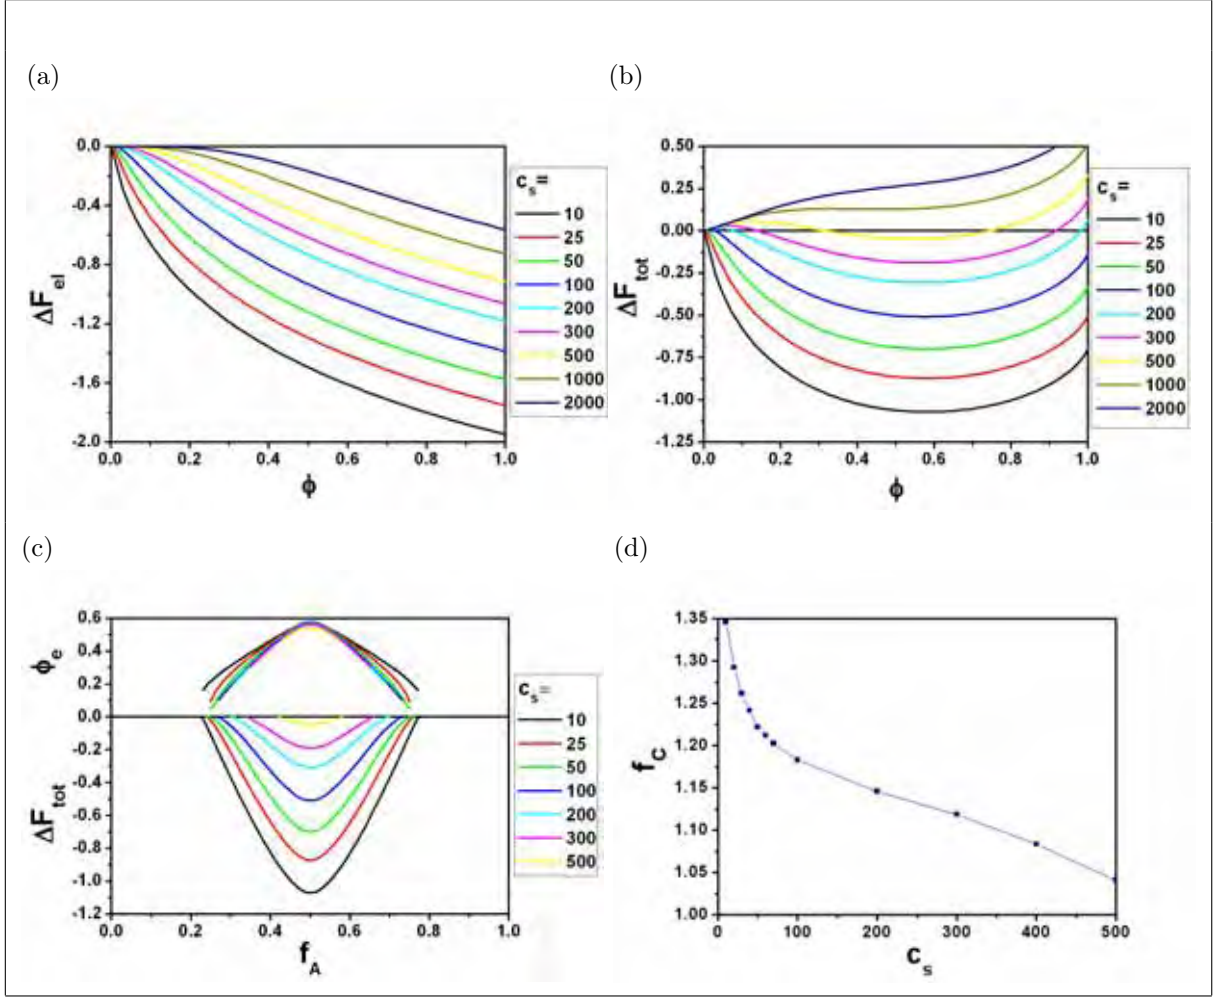 (a)
(b)
0.0
-0.4
-0.8
-1.2
-1.6
-2.0
ΔF_el
0.0 0.2 0.4 0.6 0.8 1.0
ϕ
c_s=
10
25
50
100
200
300
500
1000
2000
0.50
0.25
0.00
-0.25
-0.50
-0.75
-1.00
-1.25
ΔF_tot
0.0 0.2 0.4 0.6 0.8 1.0
ϕ
c_s=
10
25
50
100
200
300
500
1000
2000
(c)
(d)
0.6
0.4
0.2
0.0
-0.2
-0.4
-0.6
-0.8
-1.0
-1.2
ϕ_e
ΔF_tot
0.0 0.2 0.4 0.6 0.8 1.0
f_A
c_s=
10
25
50
100
200
300
500
1.35
1.30
1.25
1.20
1.15
1.10
1.05
1.00
f_C
0 100 200 300 400 500
c_s